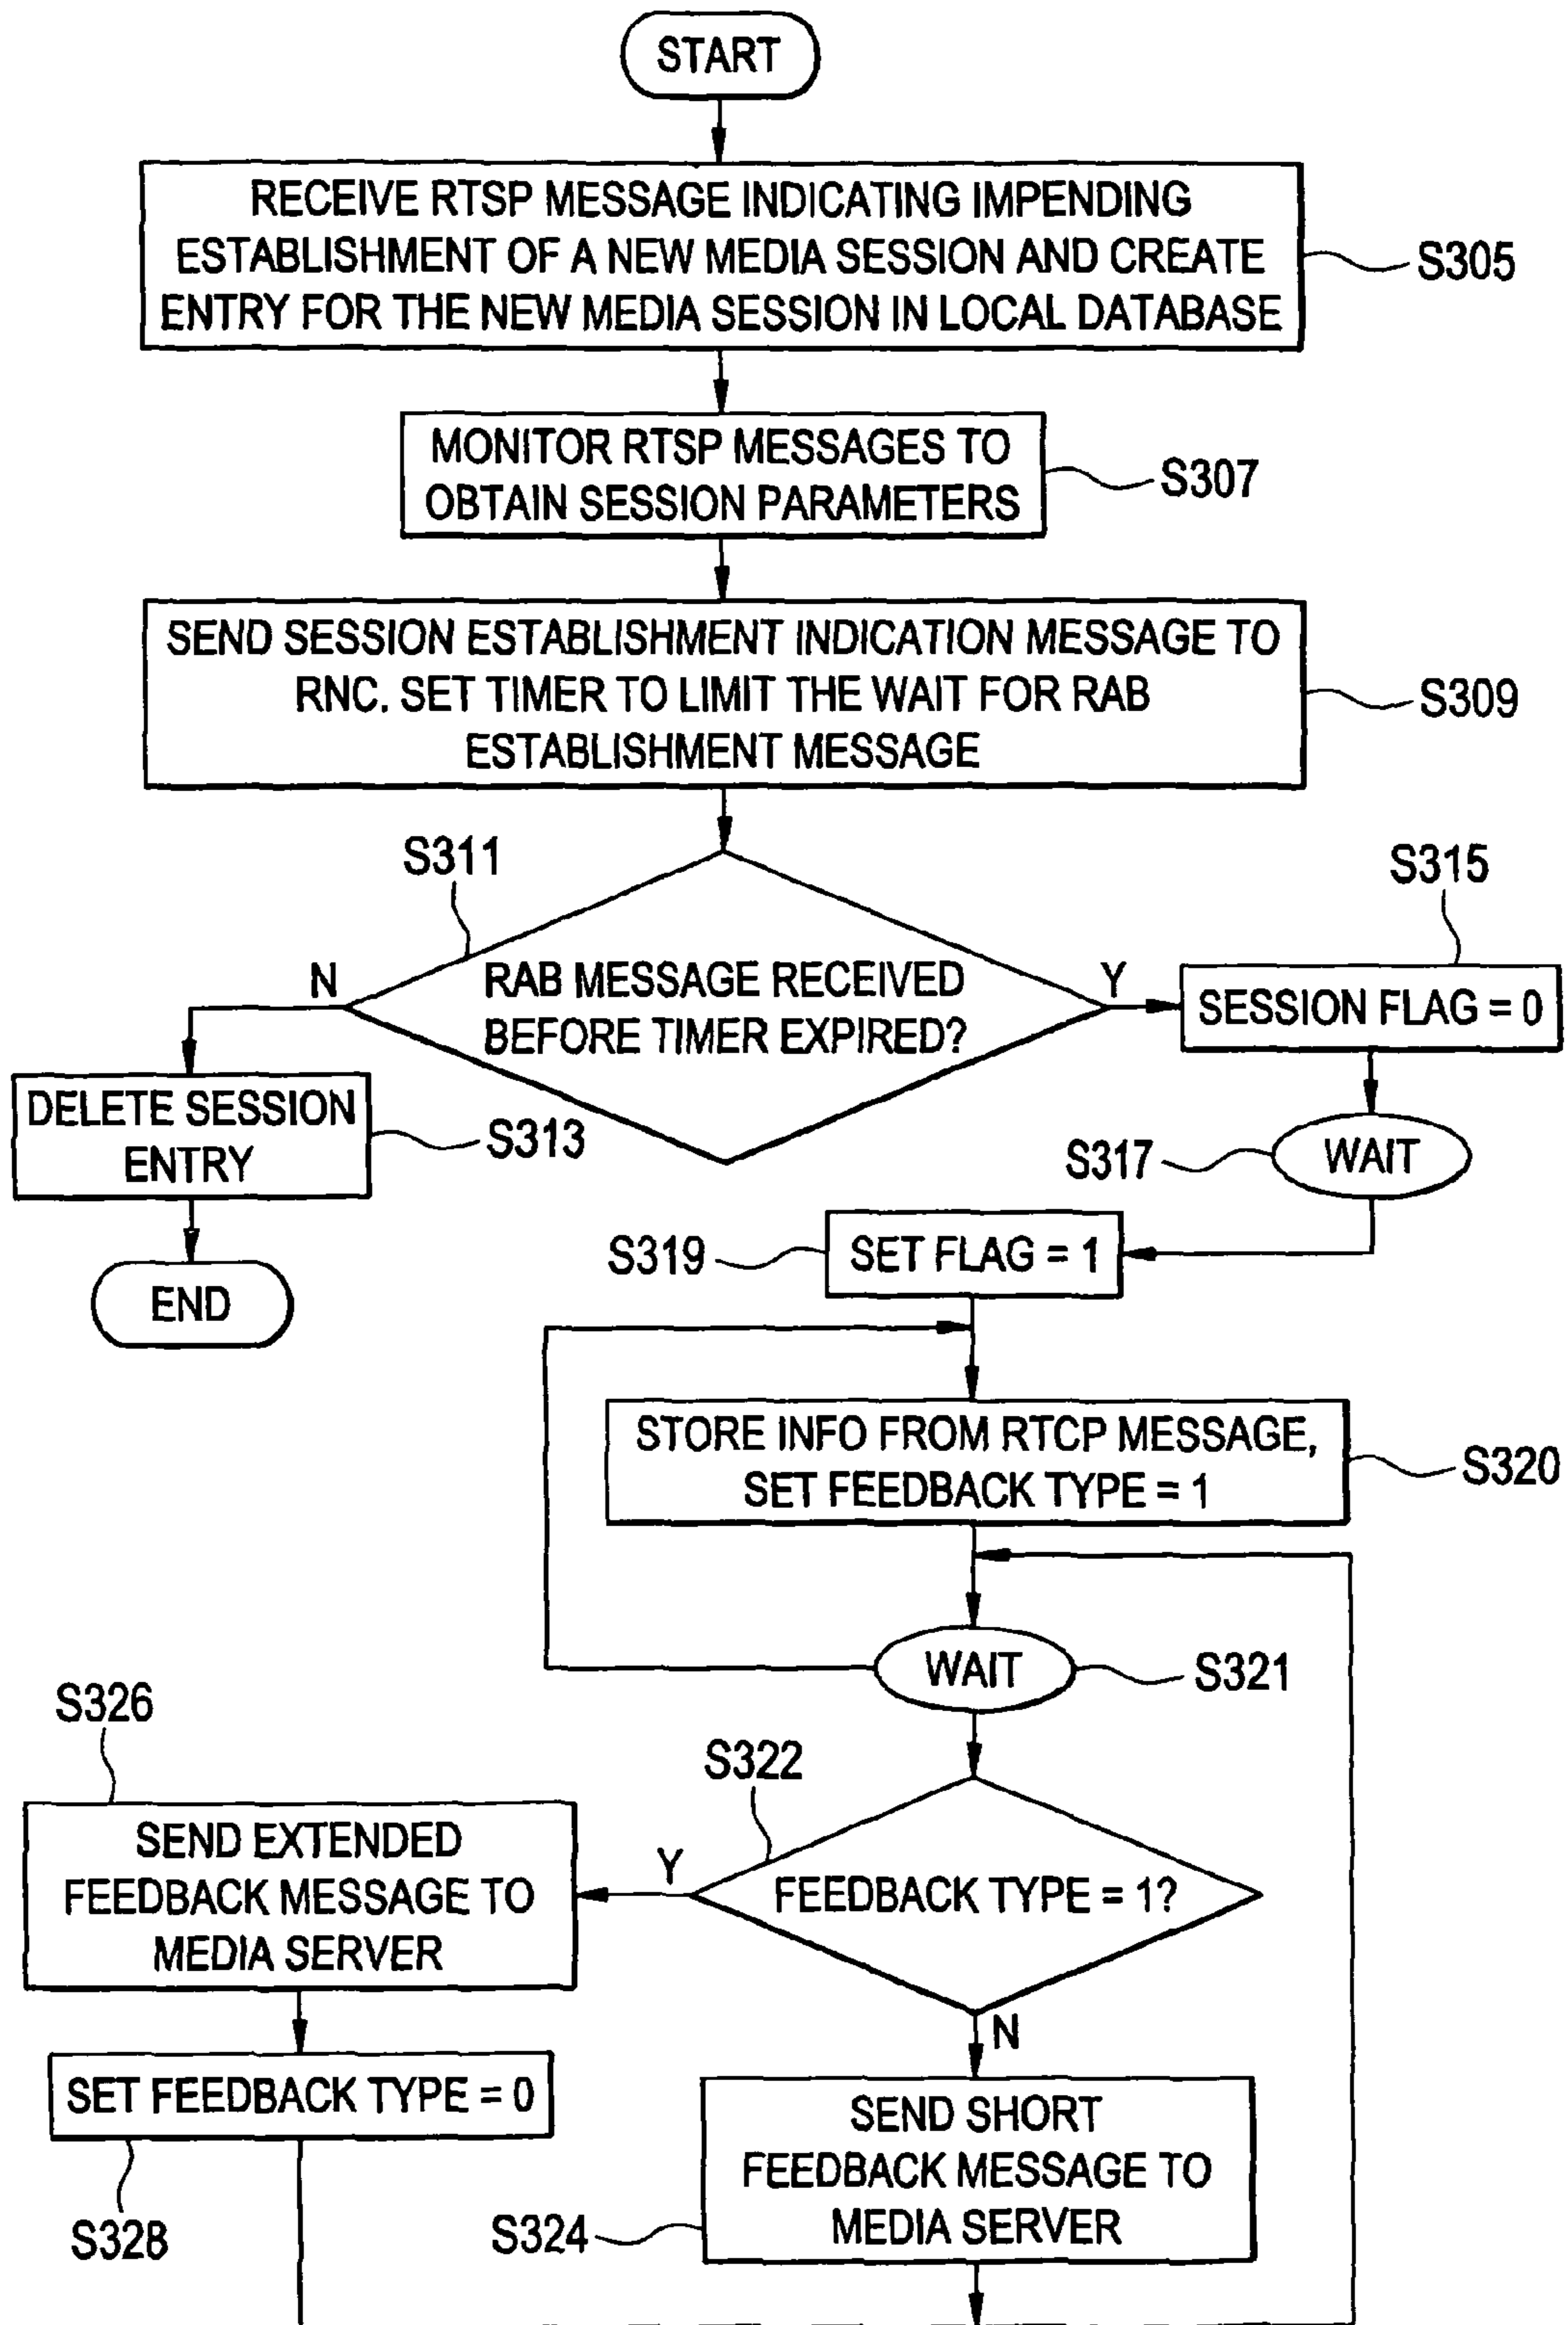 START
RECEIVE RTSP MESSAGE INDICATING IMPENDING
ESTABLISHMENT OF A NEW MEDIA SESSION AND CREATE
ENTRY FOR THE NEW MEDIA SESSION IN LOCAL DATABASE
S305
MONITOR RTSP MESSAGES TO
OBTAIN SESSION PARAMETERS
S307
SEND SESSION ESTABLISHMENT INDICATION MESSAGE TO
RNC. SET TIMER TO LIMIT THE WAIT FOR RAB
ESTABLISHMENT MESSAGE
S309
S311
RAB MESSAGE RECEIVED
BEFORE TIMER EXPIRED?
N
Y
S315
SESSION FLAG = 0
DELETE SESSION
ENTRY
S313
END
S317
WAIT
S319
SET FLAG = 1
STORE INFO FROM RTCP MESSAGE,
SET FEEDBACK TYPE = 1
S320
WAIT
S321
S322
FEEDBACK TYPE = 1?
Y
N
S326
SEND EXTENDED
FEEDBACK MESSAGE TO
MEDIA SERVER
SET FEEDBACK TYPE = 0
S328
SEND SHORT
FEEDBACK MESSAGE TO
MEDIA SERVER
S324